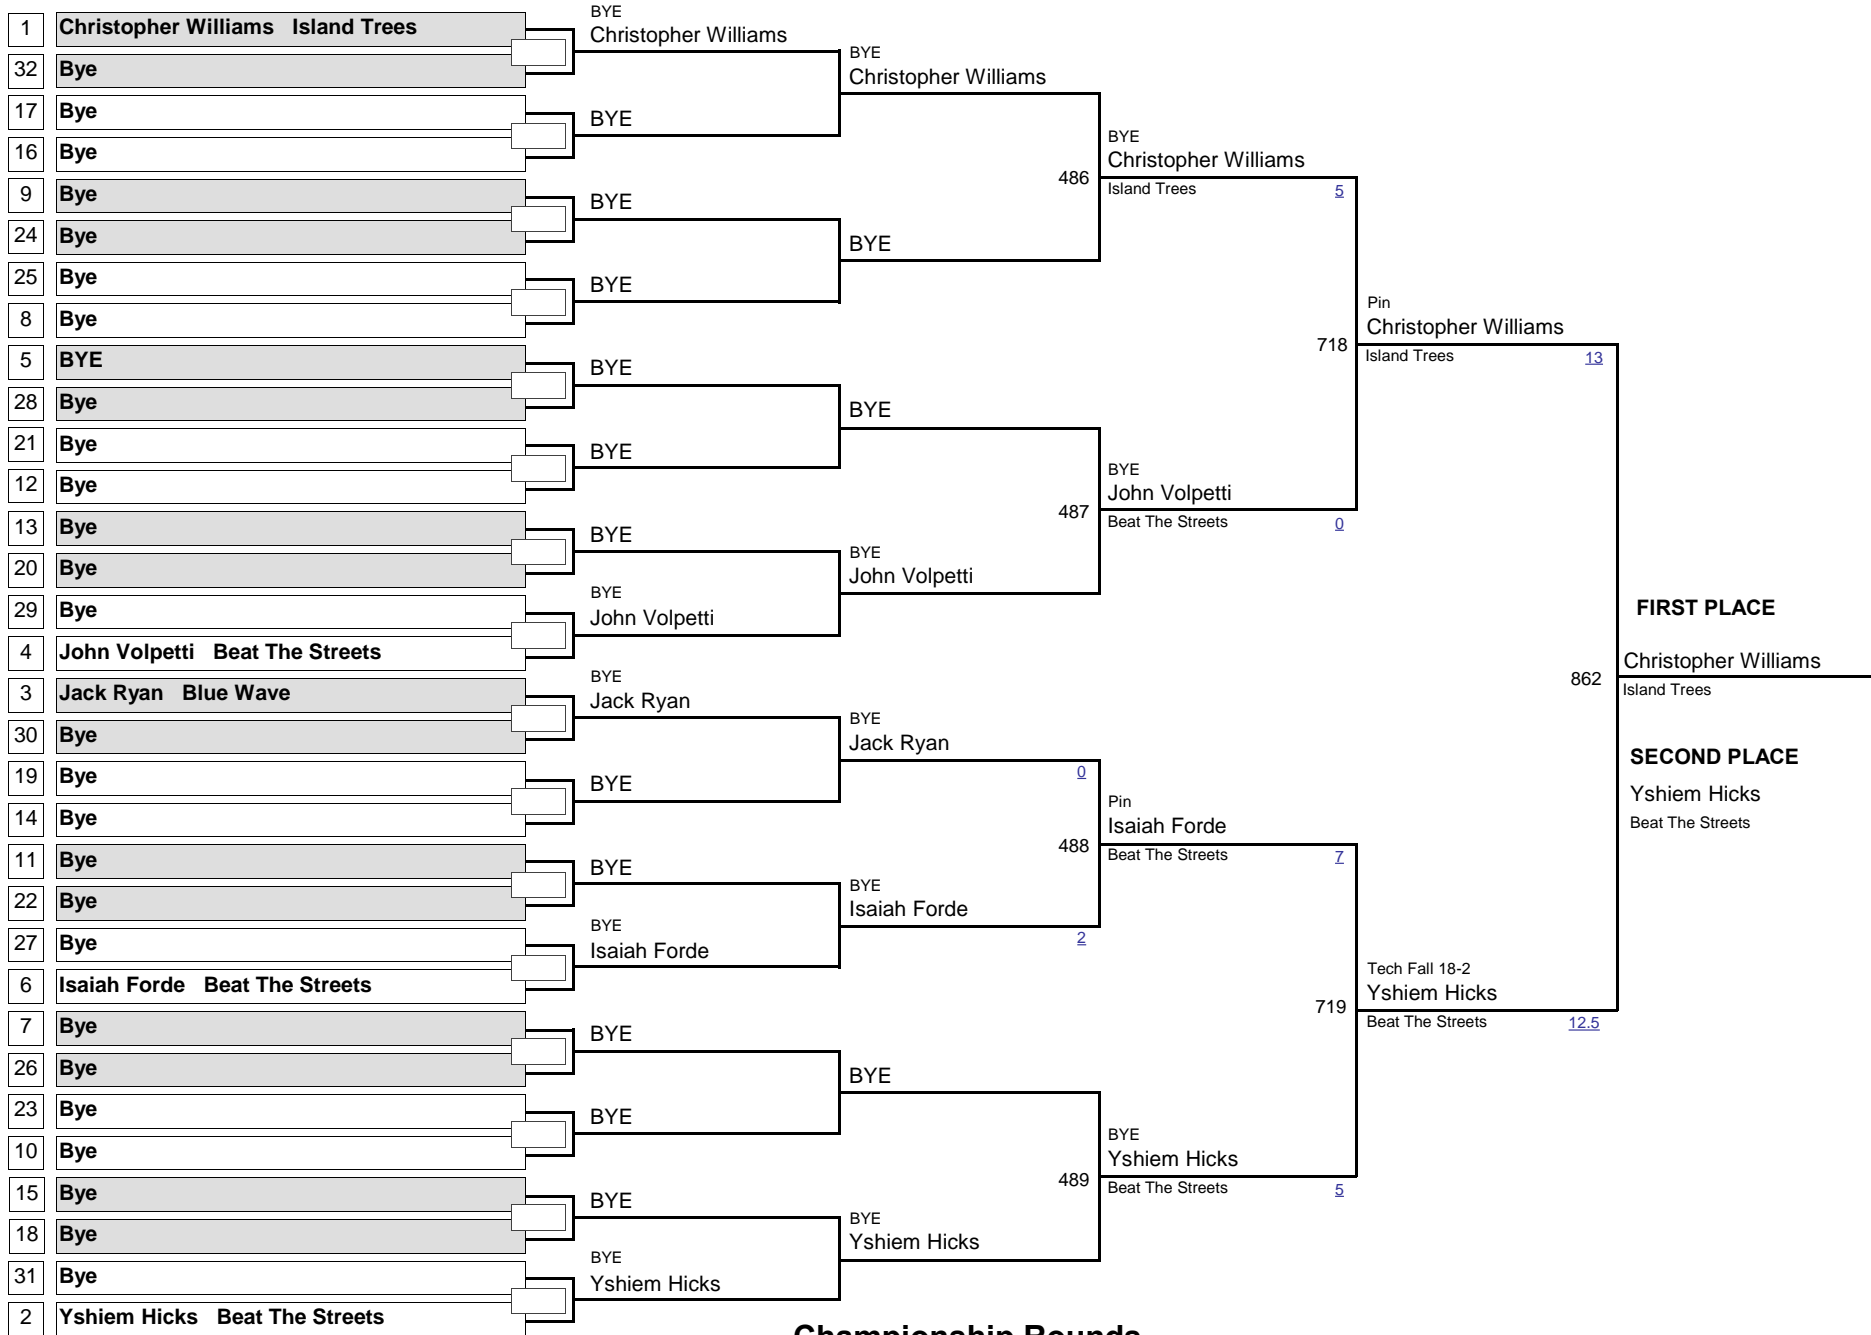 1 Christopher Williams Island Trees
32 Bye
17 Bye
16 Bye
9 Bye
24 Bye
25 Bye
8 Bye
5 BYE
28 Bye
21 Bye
12 Bye
13 Bye
20 Bye
29 Bye
4 John Volpetti Beat The Streets
3 Jack Ryan Blue Wave
30 Bye
19 Bye
14 Bye
11 Bye
22 Bye
27 Bye
6 Isaiah Forde Beat The Streets
7 Bye
26 Bye
23 Bye
10 Bye
15 Bye
18 Bye
31 Bye
2 Yshiem Hicks Beat The Streets
BYE
Christopher Williams
BYE
BYE
BYE
BYE
BYE
BYE
BYE
John Volpetti
BYE
Jack Ryan
BYE
BYE
BYE
Isaiah Forde
BYE
BYE
BYE
BYE
Yshiem Hicks
BYE
Christopher Williams
BYE
BYE
BYE
John Volpetti
BYE
Jack Ryan
0
BYE
Isaiah Forde
2
BYE
BYE
Yshiem Hicks
486
487
488
489
BYE
Christopher Williams
Island Trees 5
BYE
John Volpetti
Beat The Streets 0
Pin
Isaiah Forde
Beat The Streets 7
BYE
Yshiem Hicks
Beat The Streets 5
718
719
Pin
Christopher Williams
Island Trees 13
Tech Fall 18-2
Yshiem Hicks
Beat The Streets 12.5
862
FIRST PLACE
Christopher Williams
Island Trees
SECOND PLACE
Yshiem Hicks
Beat The Streets
Championship Rounds